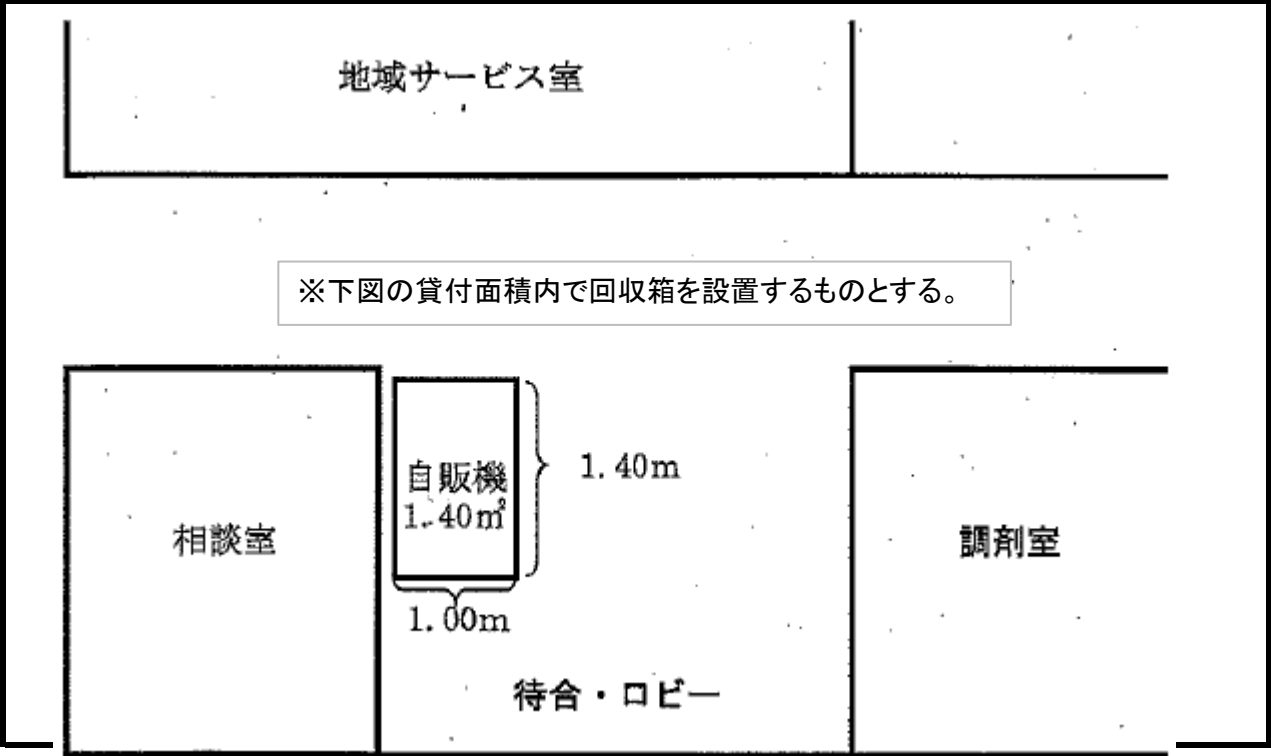 地域サービス室
※下図の貸付面積内で回収箱を設置するものとする。
自販機
1.40㎡
1.40m
1.00m
相談室
調剤室
待合・ロビー